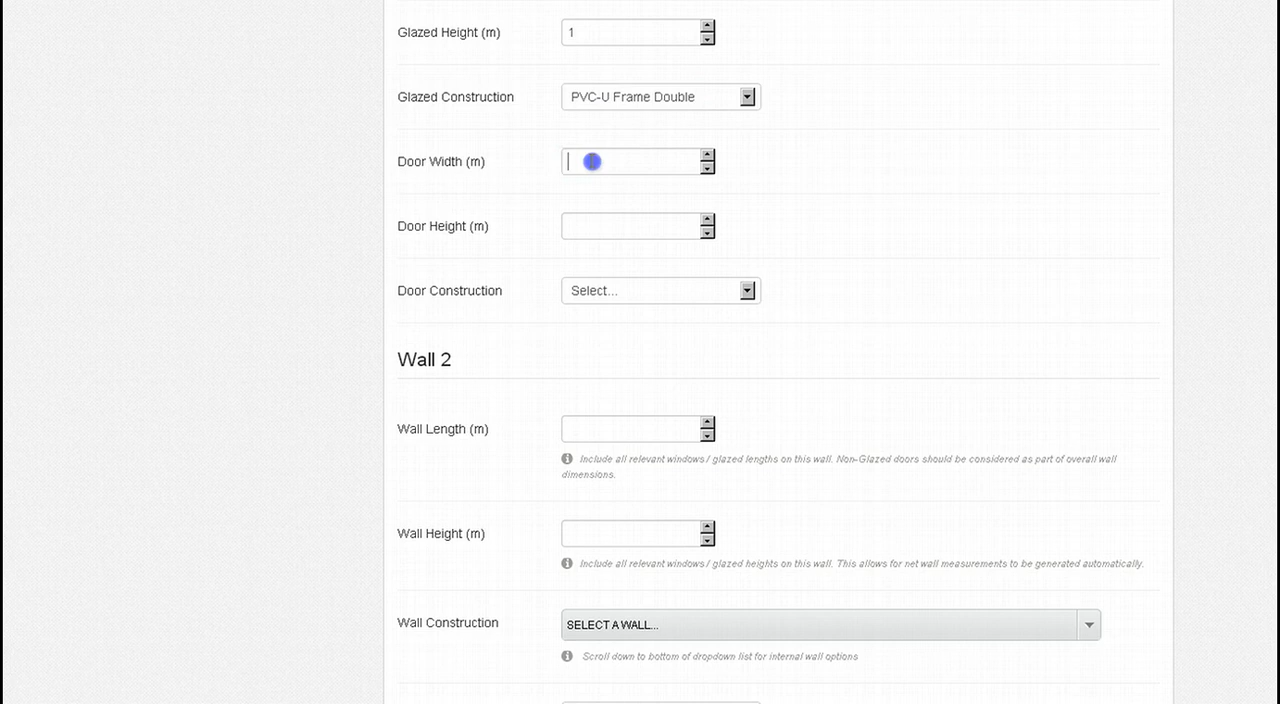 Glazed Height (m)
1
Glazed Construction
PVC-U Frame Double
Door Width (m)
Door Height (m)
Door Construction
Select...
Wall 2
Wall Length (m)
Include all relevant windows / glazed lengths on this wall. Non-Glazed doors should be considered as part of overall wall
dimensions.
Wall Height (m)
Include all relevant windows / glazed heights on this wall. This allows for net wall measurements to be generated automatically.
Wall Construction
SELECT A WALL...
Scroll down to bottom of dropdown list for internal wall options